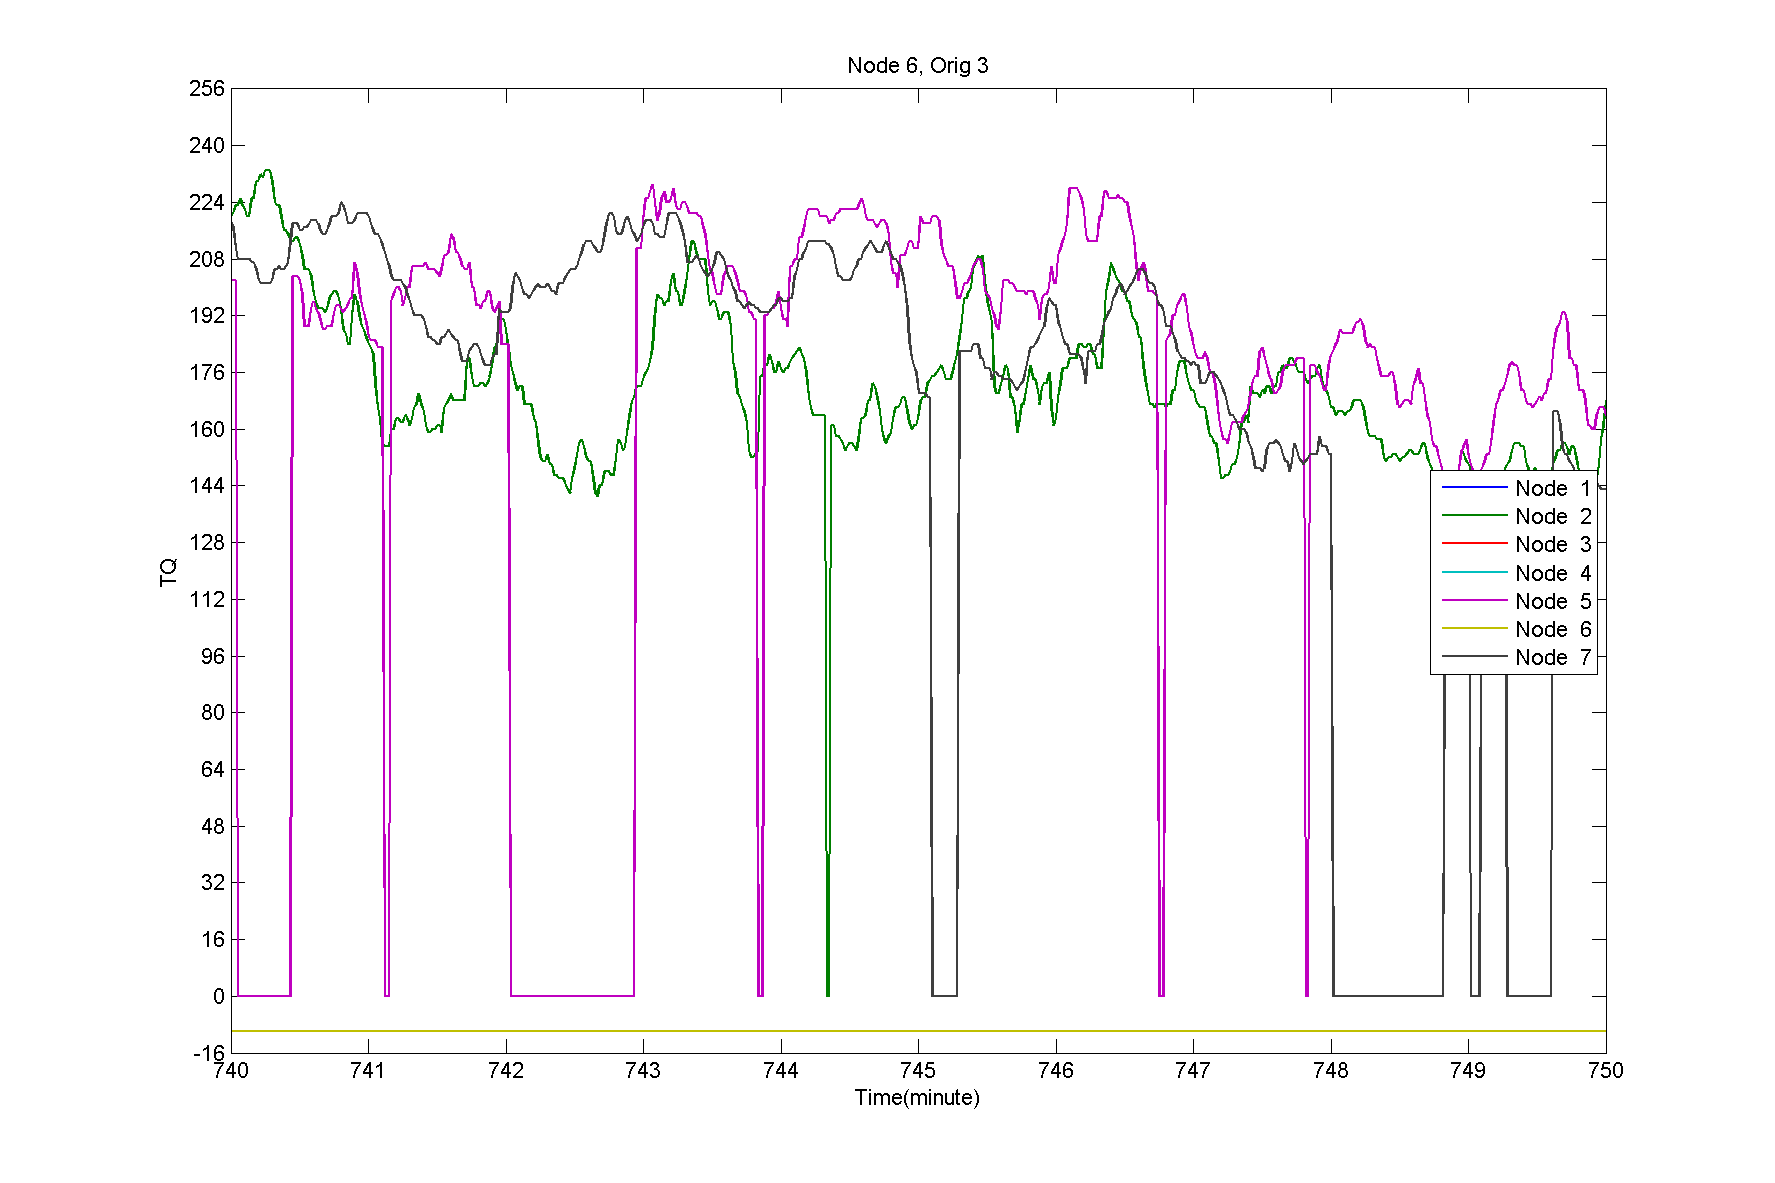 Node 6, Orig 3
256
240
224
208
192
176
160
144
128
112
96
80
64
48
32
16
0
-16
TQ
Node 1
Node 2
Node 3
Node 4
Node 5
Node 6
Node 7
740 741 742 743 744 745 746 747 748 749 750
Time(minute)